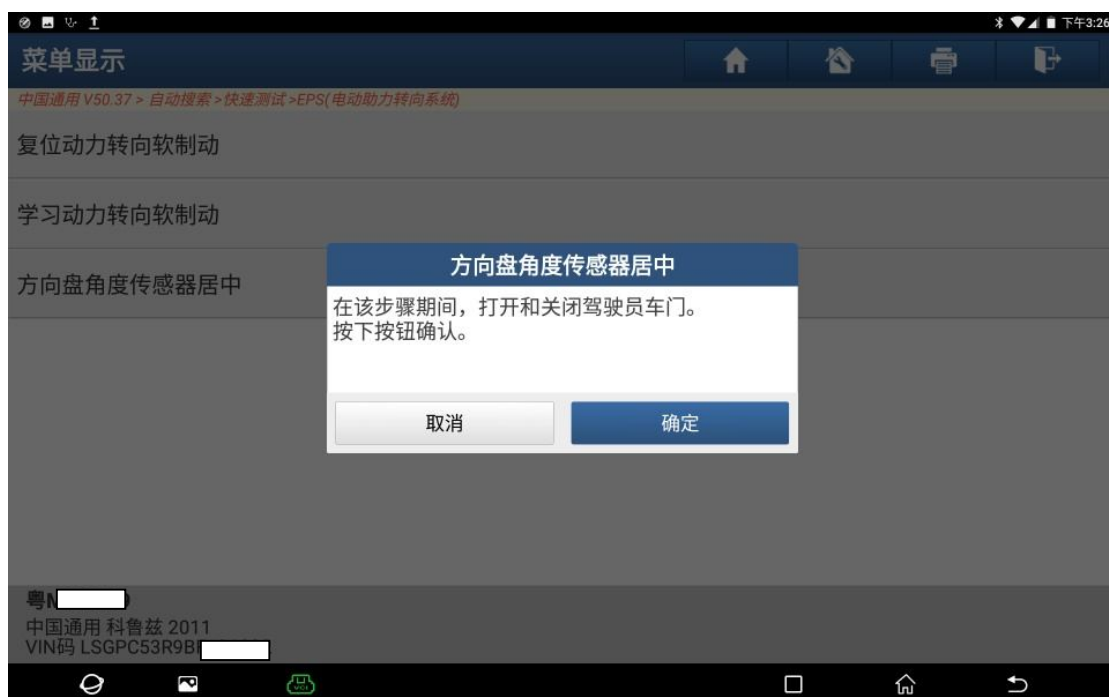 下午3:26
菜单显示
中国通用 V50.37 > 自动搜索 > 快速测试 >EPS(电动助力转向系统)
复位动力转向软制动
学习动力转向软制动
方向盘角度传感器居中
方向盘角度传感器居中
在该步骤期间，打开和关闭驾驶员车门。
按下按钮确认。
取消
确定
粤
中国通用 科鲁兹 2011
VIN码 LSGPC53R9B
VCI